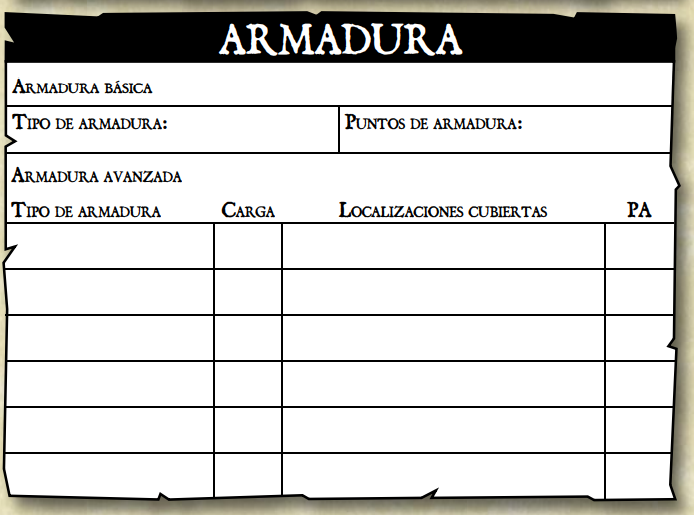 ARMADURA
Armadura básica
Tipo de armadura: Puntos de armadura:
Armadura avanzada
Tipo de armadura Carga Localizaciones cubiertas PA